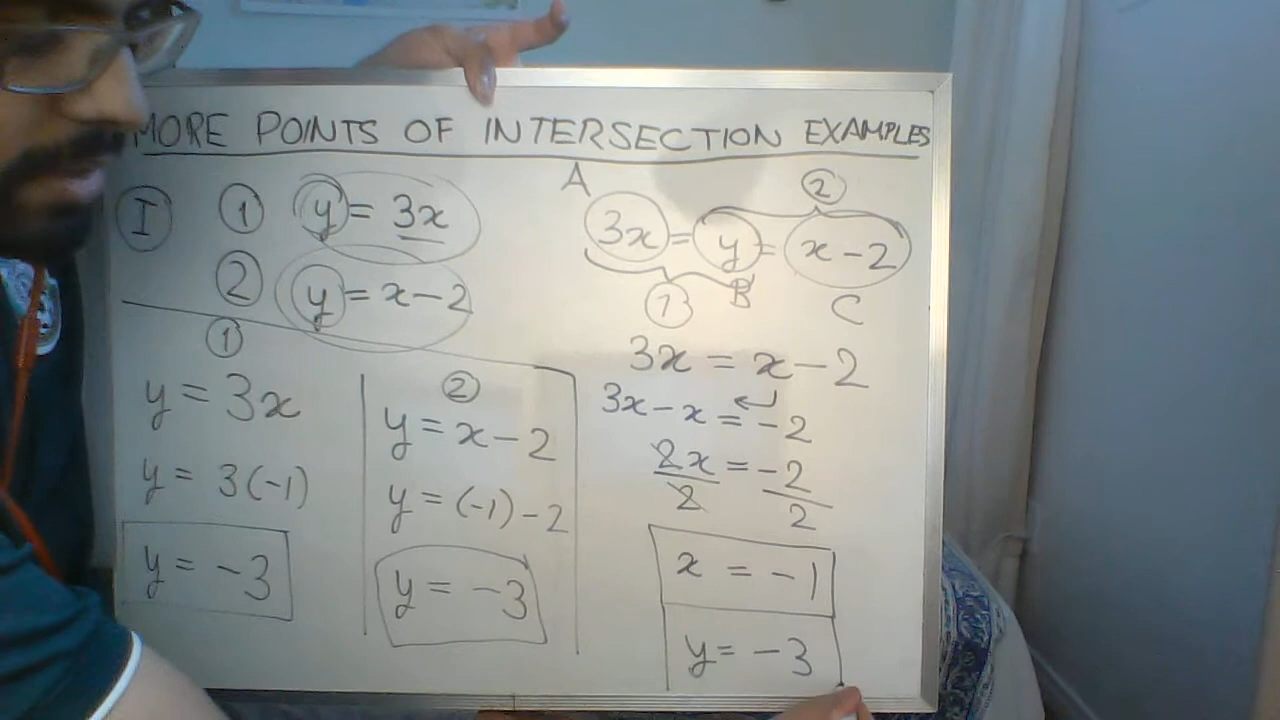 MORE POINTS OF INTERSECTION EXAMPLES
I
① y = 3x
② y = x-2
A
②
3x = y = x-2
① B C
3x = x-2
3x-x = -2
2x/2 = -2/2
x = -1
y = -3
①
y = 3x
y = 3(-1)
y = -3
②
y = x-2
y = (-1)-2
y = -3